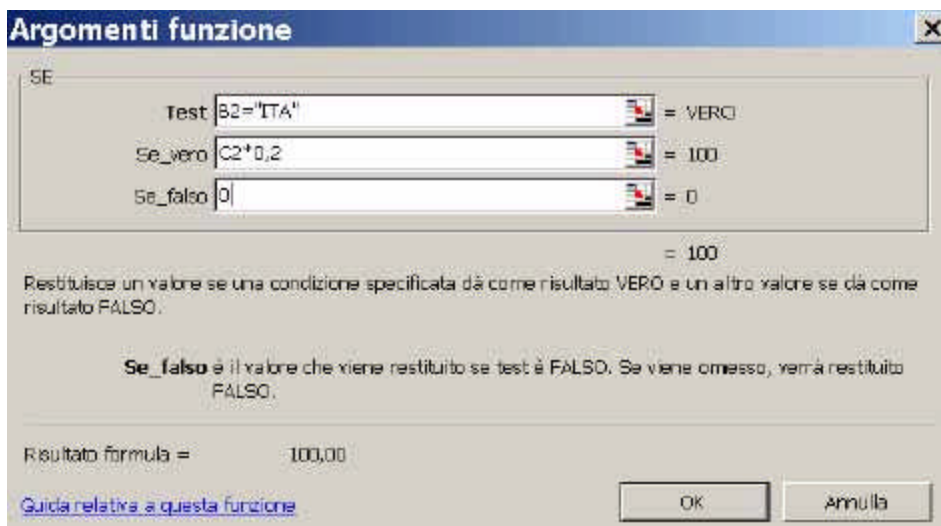 Argomenti funzione
SE
Test B2="ITA" = VERO
Se_vero C2*0,2 = 100
Se_falso 0 = 0
= 100
Restituisce un valore se una condizione specificata dà come risultato VERO e un altro valore se dà come
risultato FALSO.
Se_falso è il valore che viene restituito se test è FALSO. Se viene omesso, verrà restituito
FALSO.
Risultato formula = 100,00
Guida relativa a questa funzione
OK Annulla